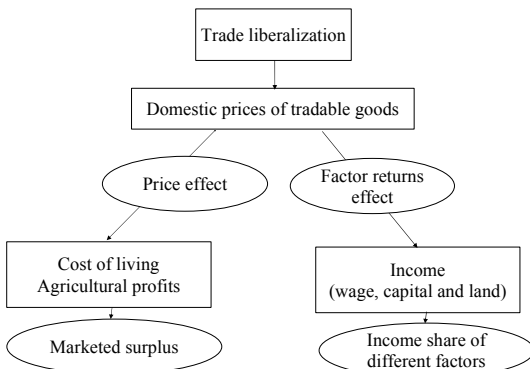 Trade liberalization
Domestic prices of tradable goods
Price effect
Factor returns
effect
Cost of living
Agricultural profits
Income
(wage, capital and land)
Marketed surplus
Income share of
different factors